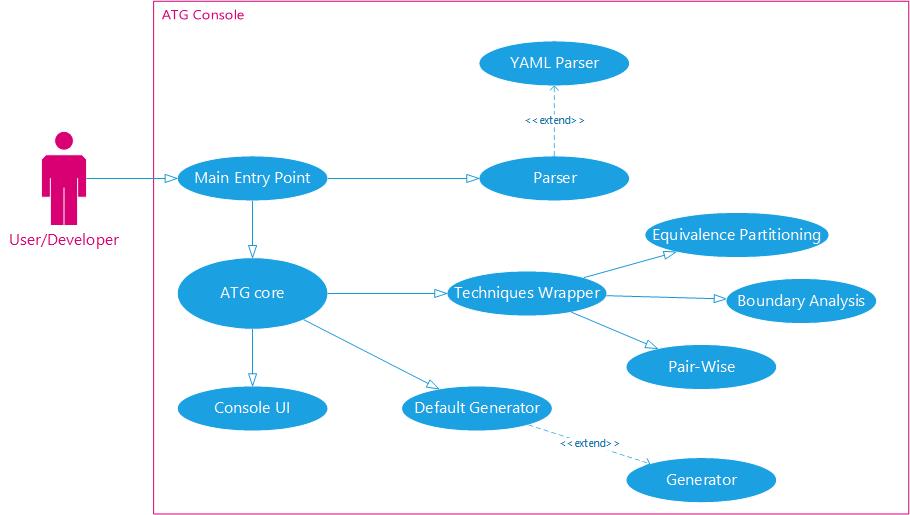 ATG Console
YAML Parser
<<extend>>
Main Entry Point
Parser
User/Developer
Equivalence Partitioning
ATG core
Techniques Wrapper
Boundary Analysis
Pair-Wise
Console UI
Default Generator
<<extend>>
Generator